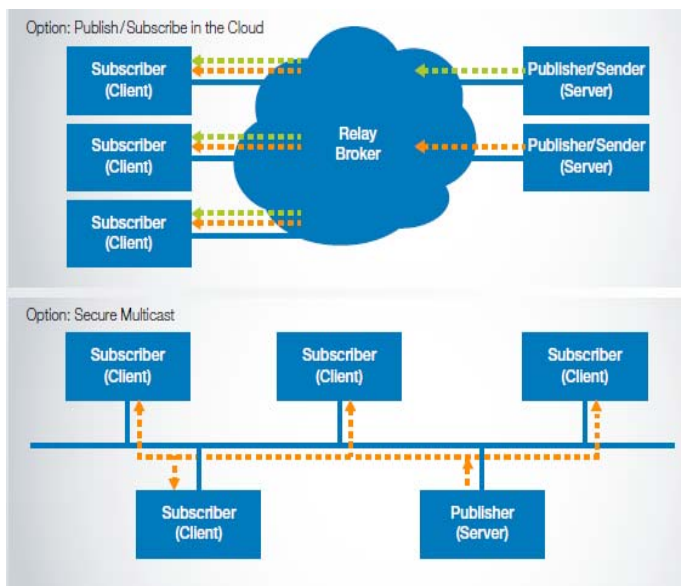 Option: Publish/Subscribe in the Cloud
Subscriber
(Client)
Publisher/Sender
(Server)
Subscriber
(Client)
Relay
Broker
Publisher/Sender
(Server)
Subscriber
(Client)
Option: Secure Multicast
Subscriber
(Client)
Subscriber
(Client)
Subscriber
(Client)
Subscriber
(Client)
Publisher
(Server)